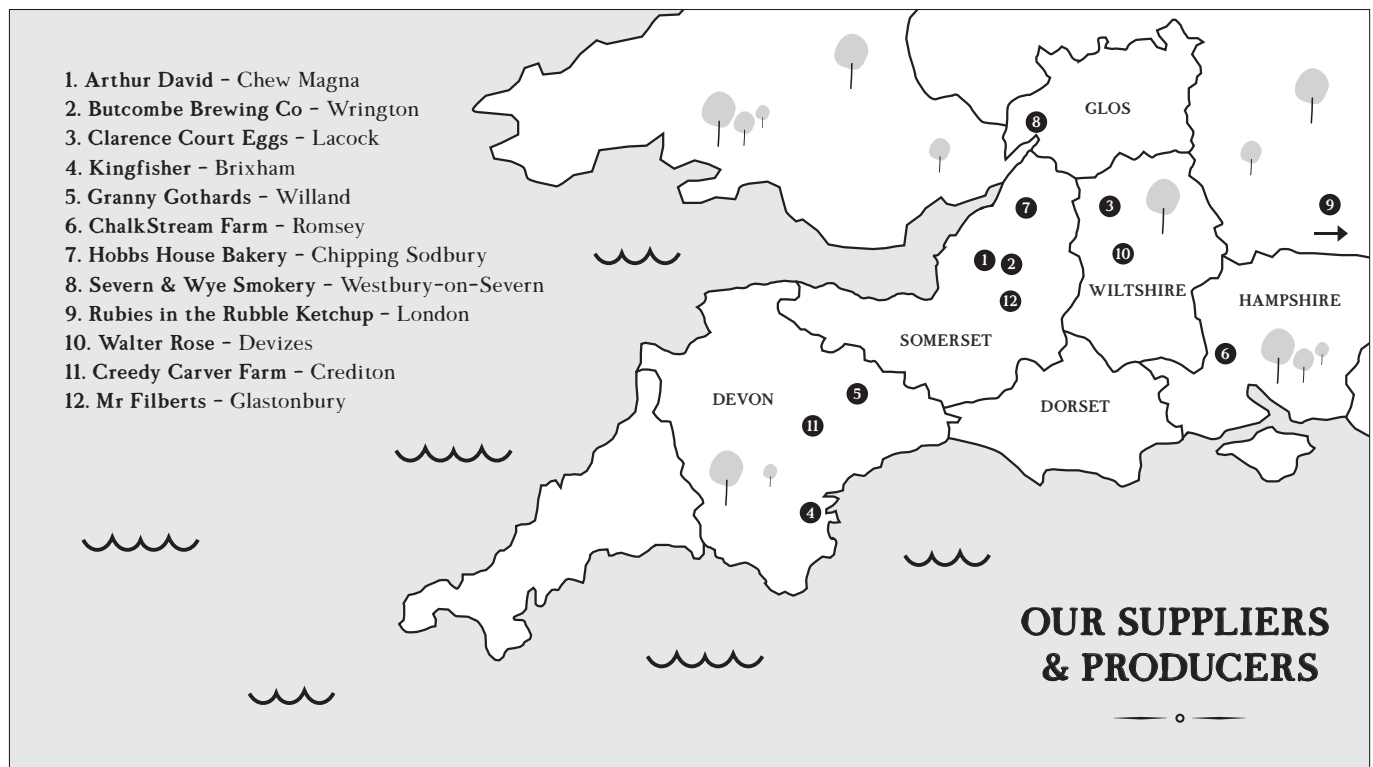 1. Arthur David – Chew Magna
2. Butcombe Brewing Co – Wrington
3. Clarence Court Eggs – Lacock
4. Kingfisher – Brixham
5. Granny Gothards – Willand
6. ChalkStream Farm – Romsey
7. Hobbs House Bakery – Chipping Sodbury
8. Severn & Wye Smokery – Westbury-on-Severn
9. Rubies in the Rubble Ketchup – London
10. Walter Rose – Devizes
11. Creedy Carver Farm – Crediton
12. Mr Filberts – Glastonbury
GLOS
8
7
3
9
1
2
10
12
WILTSHIRE
HAMPSHIRE
SOMERSET
6
DEVON
5
DORSET
11
4
OUR SUPPLIERS
& PRODUCERS